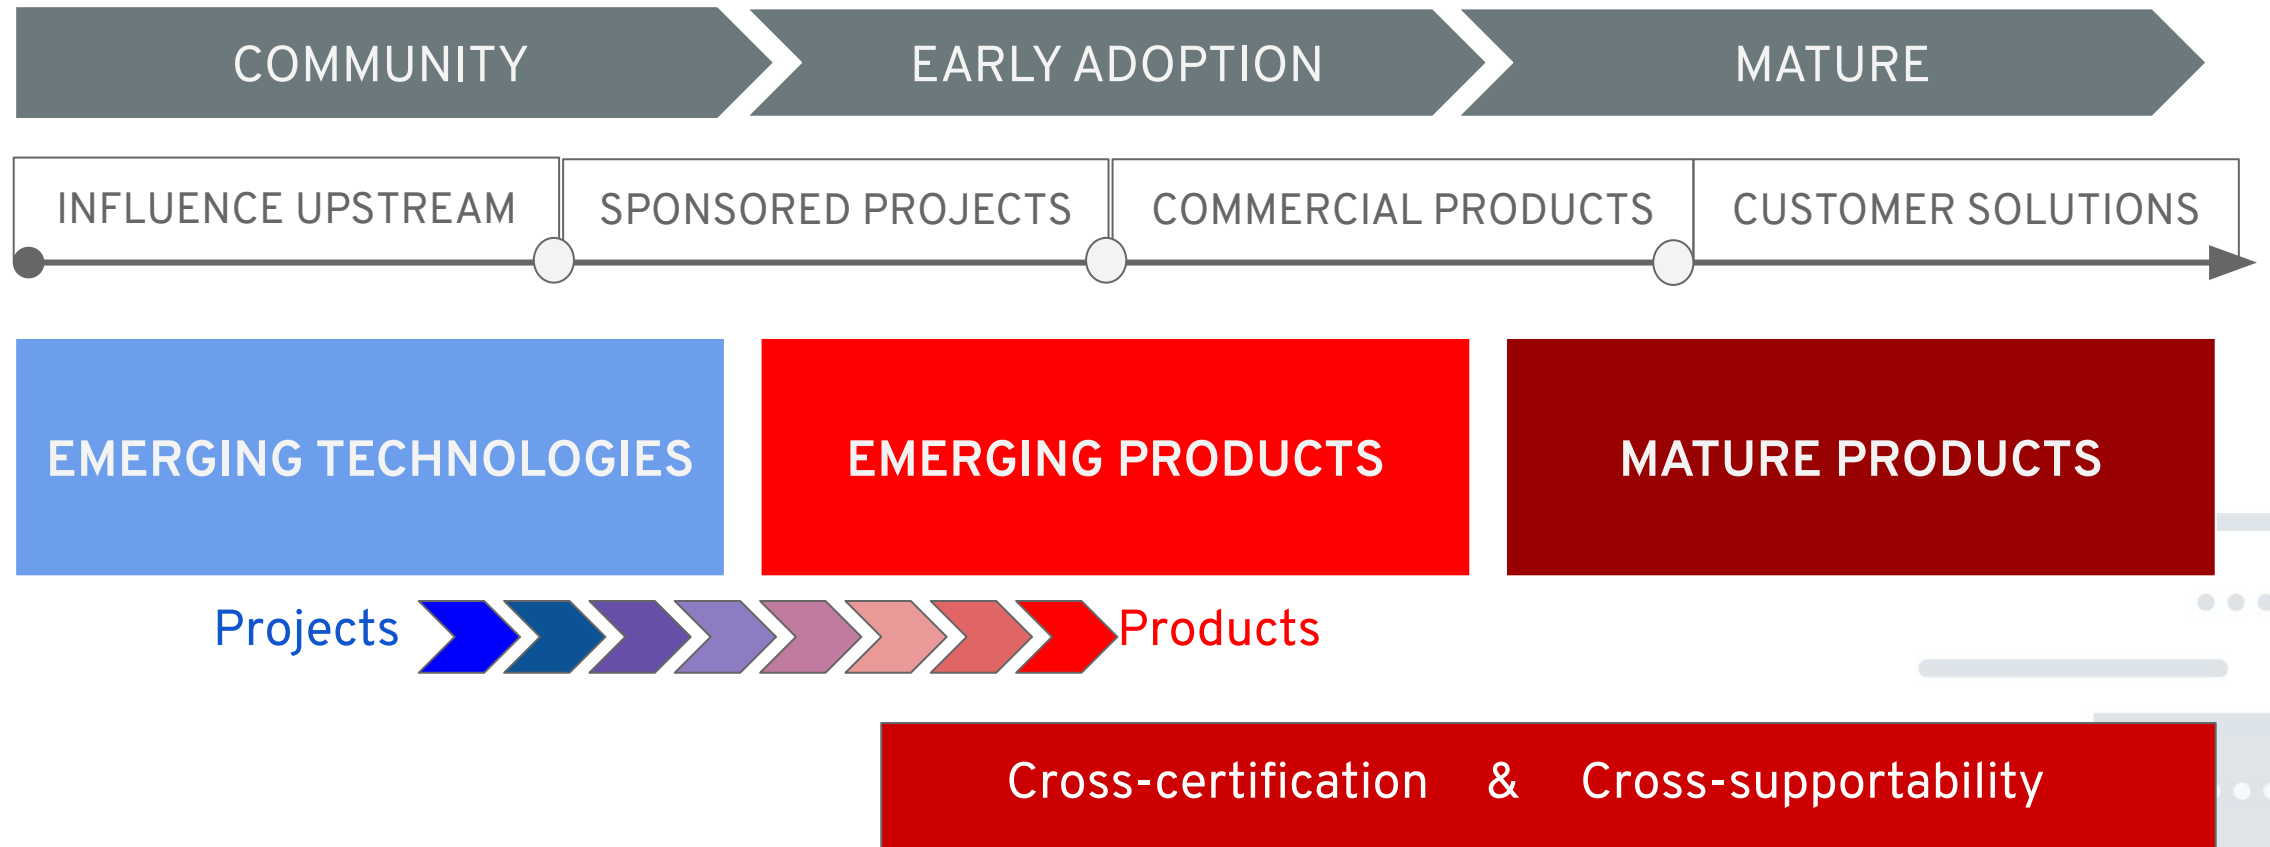 COMMUNITY EARLY ADOPTION MATURE
INFLUENCE UPSTREAM SPONSORED PROJECTS COMMERCIAL PRODUCTS CUSTOMER SOLUTIONS
EMERGING TECHNOLOGIES EMERGING PRODUCTS MATURE PRODUCTS
Projects Products
Cross-certification & Cross-supportability